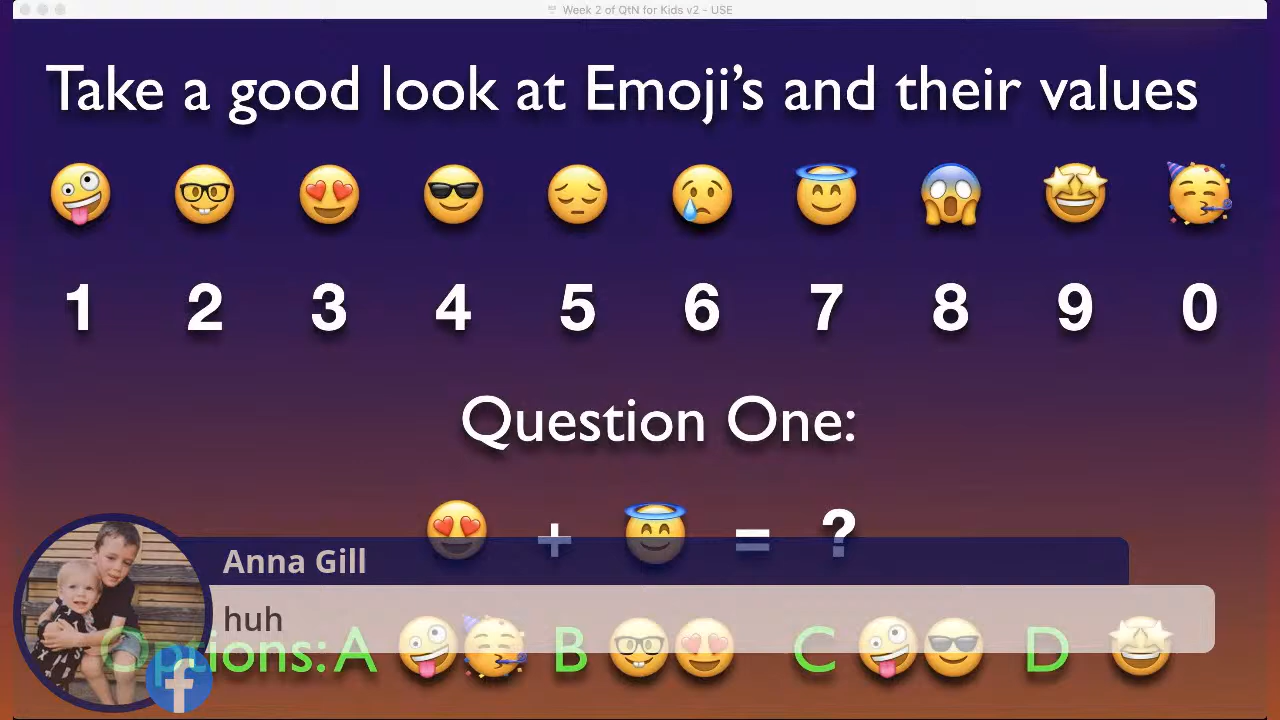 Week 2 of QtN for Kids v2 - USE
Take a good look at Emoji's and their values
1 2 3 4 5 6 7 8 9 0
Question One:
+ = ?
Anna Gill
huh
Options: A B C D